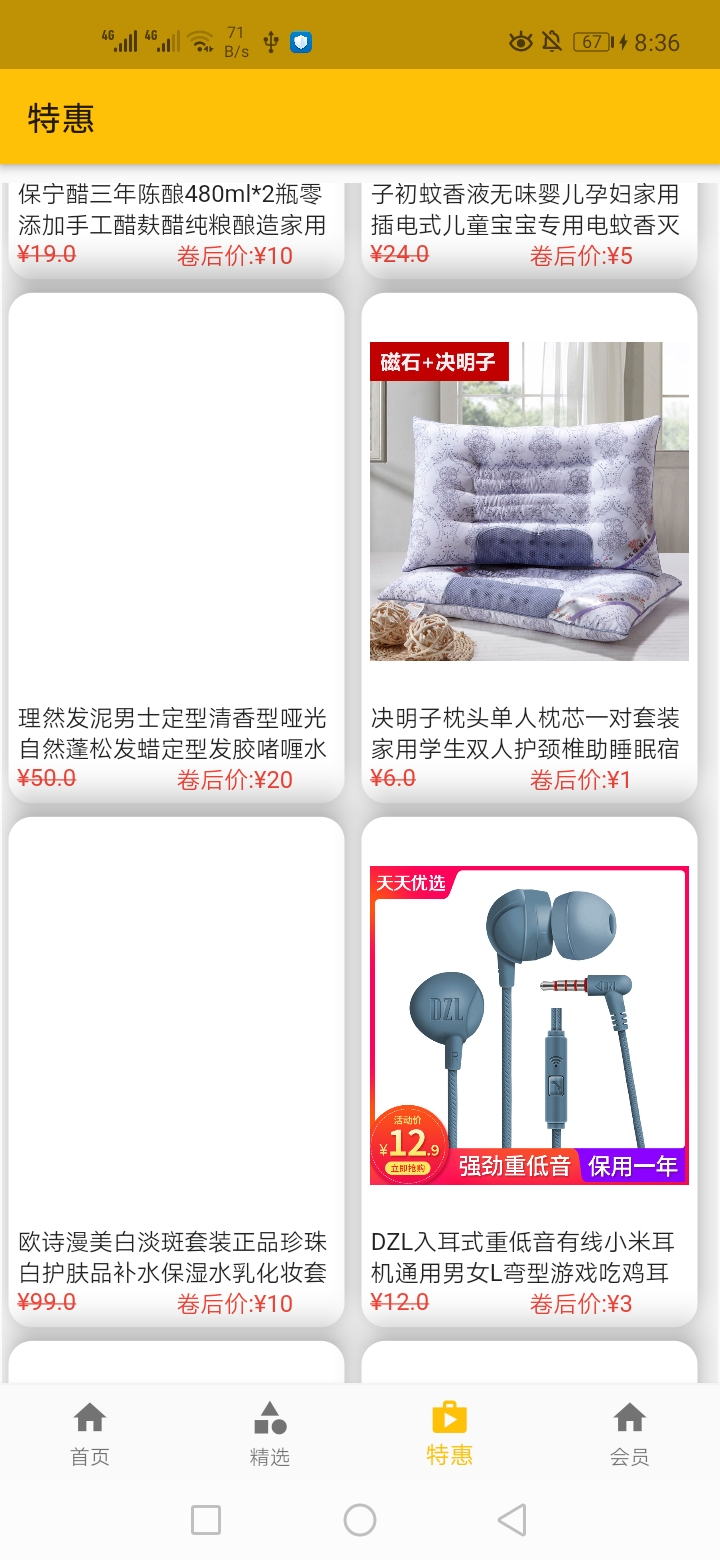 4G 4G 71 B/s 67 8:36
特惠
保宁醋三年陈酿480ml*2瓶零
添加手工醋麸醋纯粮酿造家用
¥19.0 卷后价:¥10
子初蚊香液无味婴儿孕妇家用
插电式儿童宝宝专用电蚊香灭
¥24.0 卷后价:¥5
理然发泥男士定型清香型哑光
自然蓬松发蜡定型发胶啫喱水
¥50.0 卷后价:¥20
磁石+决明子
决明子枕头单人枕芯一对套装
家用学生双人护颈椎助睡眠宿
¥6.0 卷后价:¥1
欧诗漫美白淡斑套装正品珍珠
白护肤品补水保湿水乳化妆套
¥99.0 卷后价:¥10
天天优选
DZL
活动价
¥12.9
立即抢购
强劲重低音 保用一年
DZL入耳式重低音有线小米耳
机通用男女L弯型游戏吃鸡耳
¥12.0 卷后价:¥3
首页 精选 特惠 会员